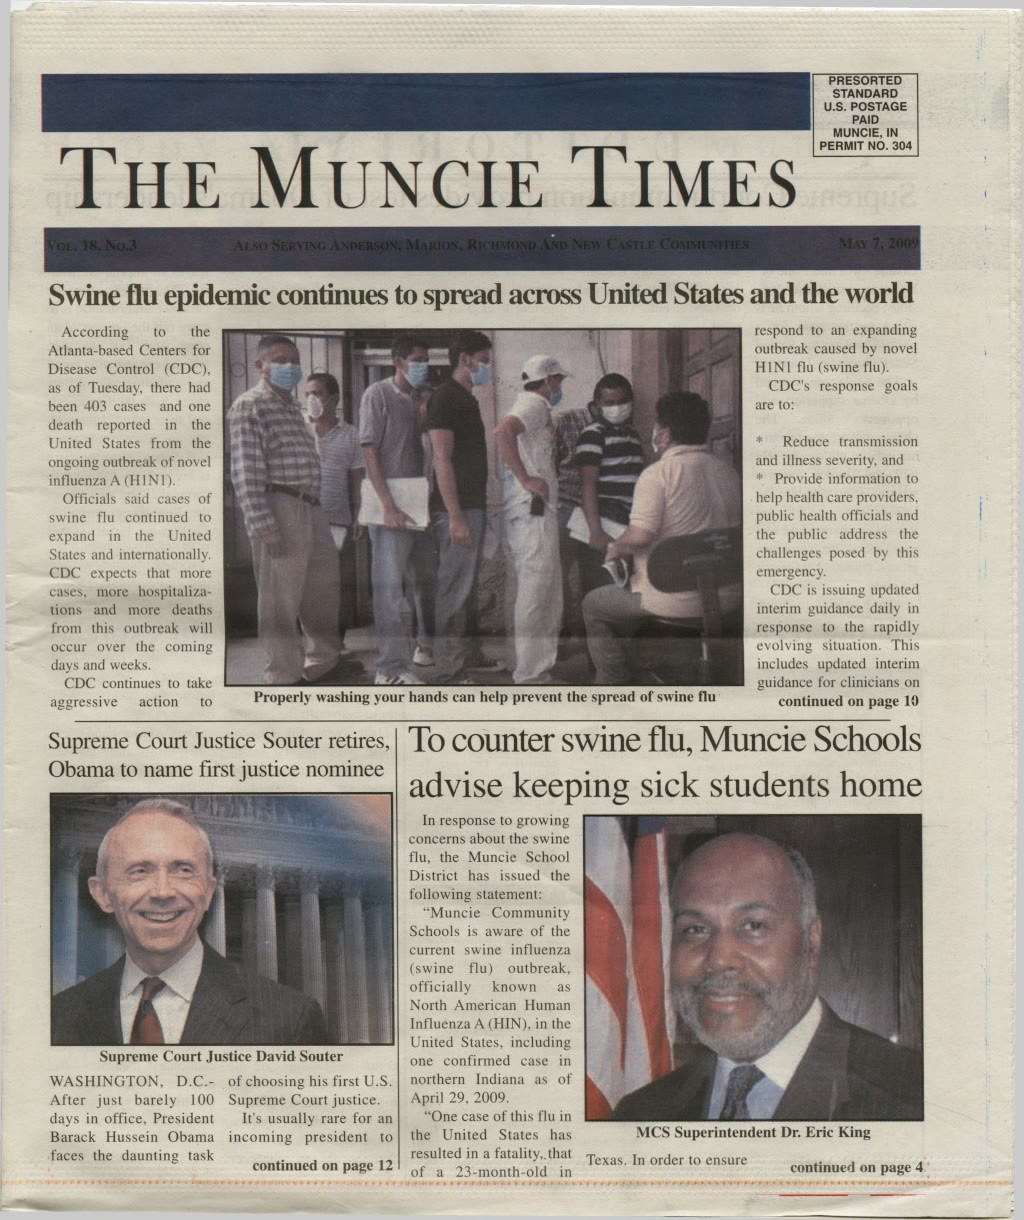 PRESORTED
STANDARD
U.S. POSTAGE
PAID
MUNCIE, IN
PERMIT NO. 304
THE MUNCIE TIMES
VOL. 18, NO.3 ALSO SERVING ANDERSON, MARION, RICHMOND AND NEW CASTLE COMMUNITIES MAY 7, 2009
Swine flu epidemic continues to spread across United States and the world
According to the
Atlanta-based Centers for
Disease Control (CDC),
as of Tuesday, there had
been 403 cases and one
death reported in the
United States from the
ongoing outbreak of novel
influenza A (H1N1).
Officials said cases of
swine flu continued to
expand in the United
States and internationally.
CDC expects that more
cases, more hospitaliza-
tions and more deaths
from this outbreak will
occur over the coming
days and weeks.
CDC continues to take
aggressive action to
Properly washing your hands can help prevent the spread of swine flu
respond to an expanding
outbreak caused by novel
H1N1 flu (swine flu).
CDC's response goals
are to:
* Reduce transmission
and illness severity, and
* Provide information to
help health care providers,
public health officials and
the public address the
challenges posed by this
emergency.
CDC is issuing updated
interim guidance daily in
response to the rapidly
evolving situation. This
includes updated interim
guidance for clinicians on
continued on page 10
Supreme Court Justice Souter retires,
Obama to name first justice nominee
Supreme Court Justice David Souter
WASHINGTON, D.C.-
After just barely 100
days in office, President
Barack Hussein Obama
faces the daunting task
of choosing his first U.S.
Supreme Court justice.
It's usually rare for an
incoming president to
continued on page 12
To counter swine flu, Muncie Schools
advise keeping sick students home
In response to growing
concerns about the swine
flu, the Muncie School
District has issued the
following statement:
“Muncie Community
Schools is aware of the
current swine influenza
(swine flu) outbreak,
officially known as
North American Human
Influenza A (HIN), in the
United States, including
one confirmed case in
northern Indiana as of
April 29, 2009.
“One case of this flu in
the United States has
resulted in a fatality, that
of a 23-month-old in
MCS Superintendent Dr. Eric King
Texas. In order to ensure
continued on page 4